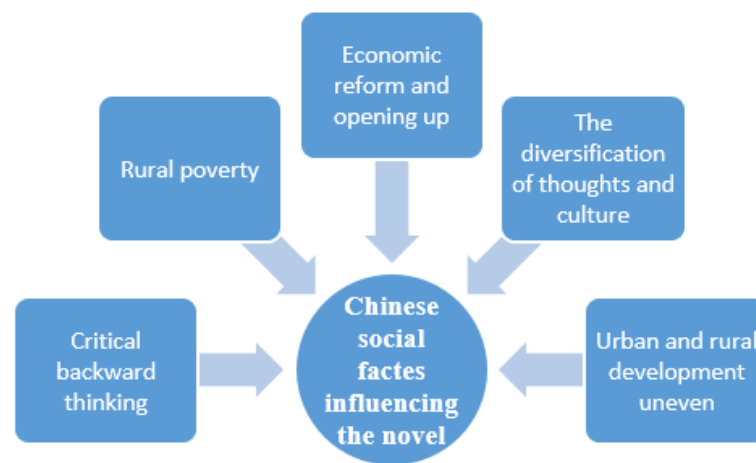 Economic
reform and
opening up
Rural poverty
The
diversification
of thoughts and
culture
Critical
backward
thinking
Chinese
social
factes
influencing
the novel
Urban and rural
development
uneven